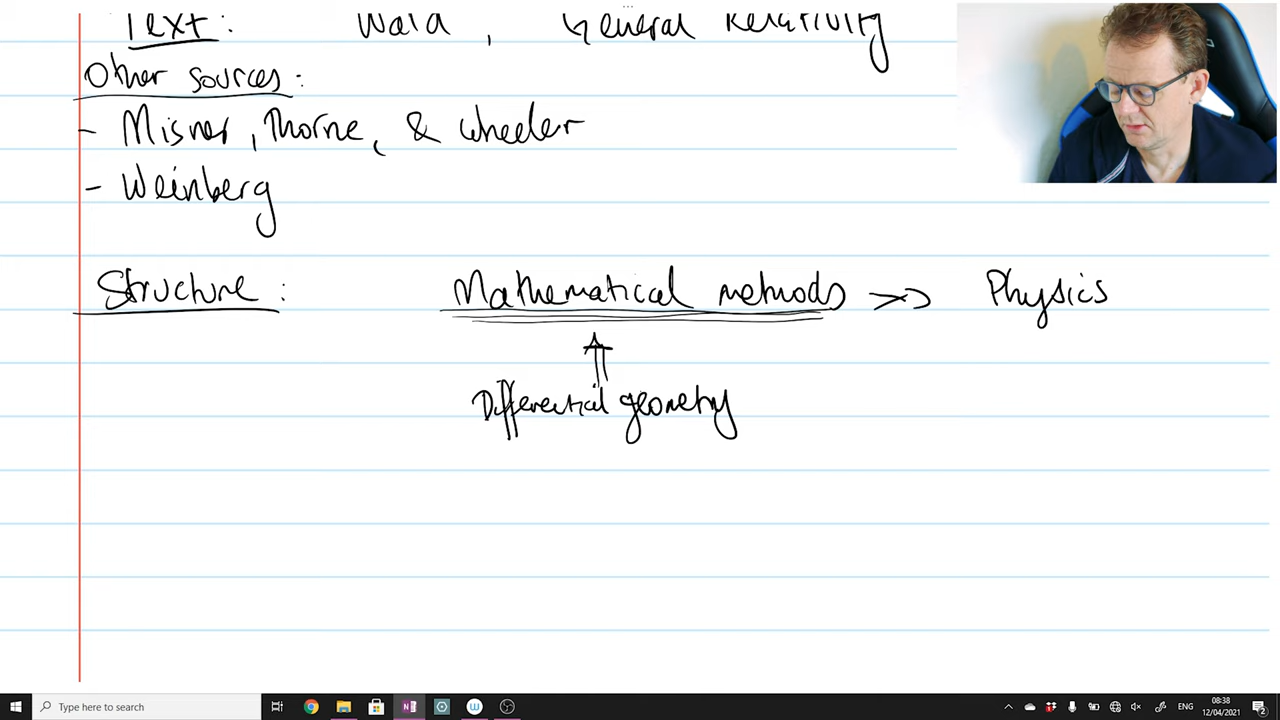 Text: Wald, General Relativity
Other sources:
- Misner, Thorne, & Wheeler
- Weinberg
Structure: Mathematical methods >> Physics
Differential geometry
Type here to search
ENG
08:38
12/04/2021
2